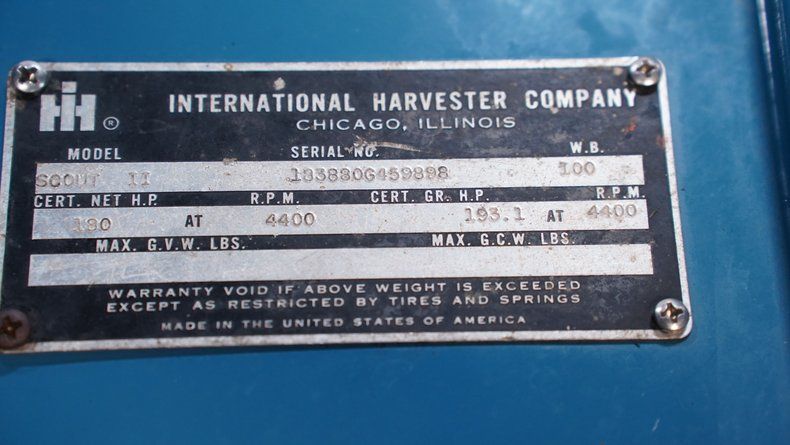 IH ®
INTERNATIONAL HARVESTER COMPANY
CHICAGO, ILLINOIS
MODEL SERIAL NO. W.B.
SCOUT II 183880G459898 100
CERT. NET H.P. R.P.M. CERT. GR. H.P. R.P.M
180 AT 4400 193.1 AT 4400
MAX. G.V.W. LBS. MAX. G.C.W. LBS.
WARRANTY VOID IF ABOVE WEIGHT IS EXCEEDED
EXCEPT AS RESTRICTED BY TIRES AND SPRINGS
MADE IN THE UNITED STATES OF AMERICA